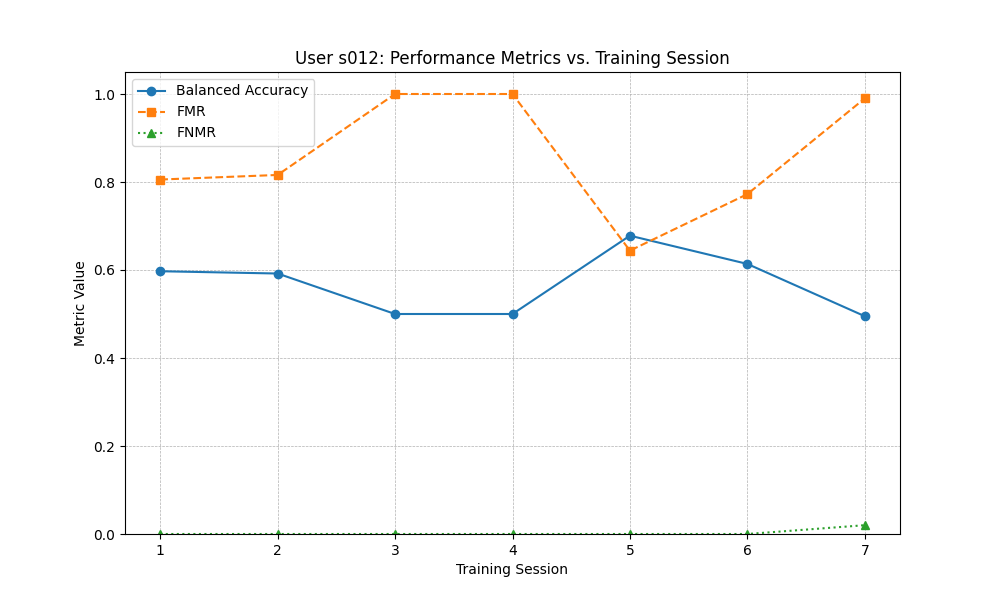 User s012: Performance Metrics vs. Training Session
Balanced Accuracy
FMR
FNMR
Metric Value
1.0
0.8
0.6
0.4
0.2
0.0
1 2 3 4 5 6 7
Training Session